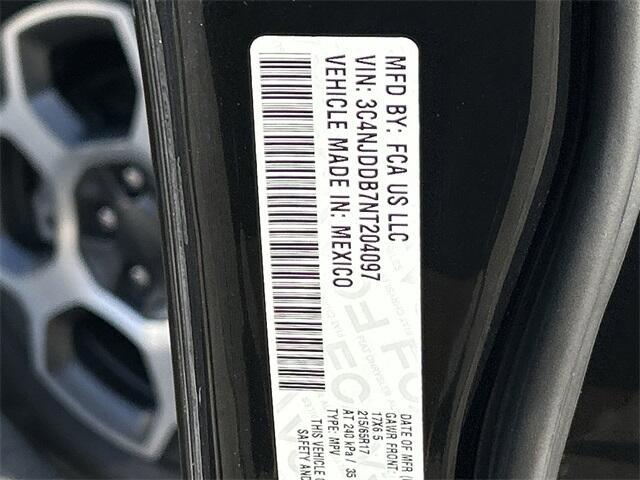 MFD BY: FCA US LLC
VIN: 3C4NJDDB7NT204097
VEHICLE MADE IN: MEXICO
DATE OF MFR
GAWR FRONT:
17X6.5
215/65R17
AT 240 kPa / 35
TYPE: MPV
THIS VEHICLE
SAFETY AND